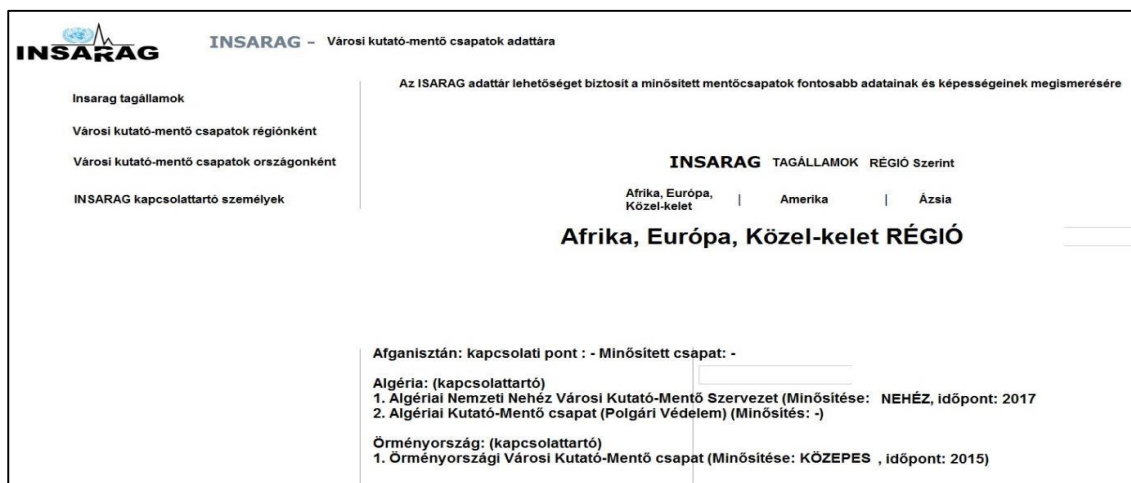 INSARAG
INSARAG – Városi kutató-mentő csapatok adattára
Az ISARAG adattár lehetőséget biztosít a minősített mentőcsapatok fontosabb adatainak és képességeinek megismerésére
Insarag tagállamok
Városi kutató-mentő csapatok régiónként
Városi kutató-mentő csapatok országonként
INSARAG kapcsolattartó személyek
INSARAG TAGÁLLAMOK RÉGIÓ Szerint
Afrika, Európa,
Közel-kelet | Amerika | Ázsia
Afrika, Európa, Közel-kelet RÉGIÓ
Afganisztán: kapcsolati pont : - Minősített csapat: -
Algéria: (kapcsolattartó)
1. Algériai Nemzeti Nehéz Városi Kutató-Mentő Szervezet (Minősítése: NEHÉZ, időpont: 2017
2. Algériai Kutató-Mentő csapat (Polgári Védelem) (Minősítés: -)
Örményország: (kapcsolattartó)
1. Örményországi Városi Kutató-Mentő csapat (Minősítése: KÖZEPES , időpont: 2015)